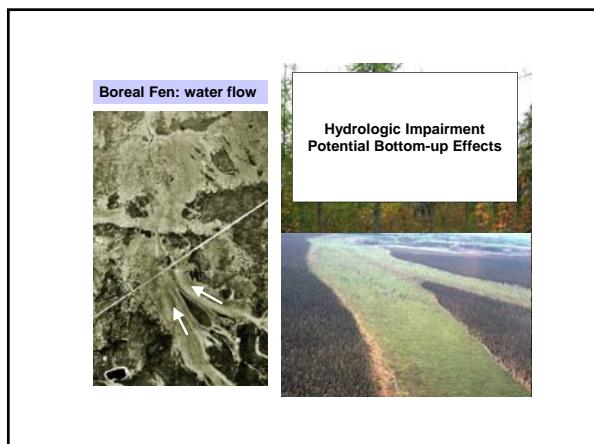 Boreal Fen: water flow
Hydrologic Impairment
Potential Bottom-up Effects